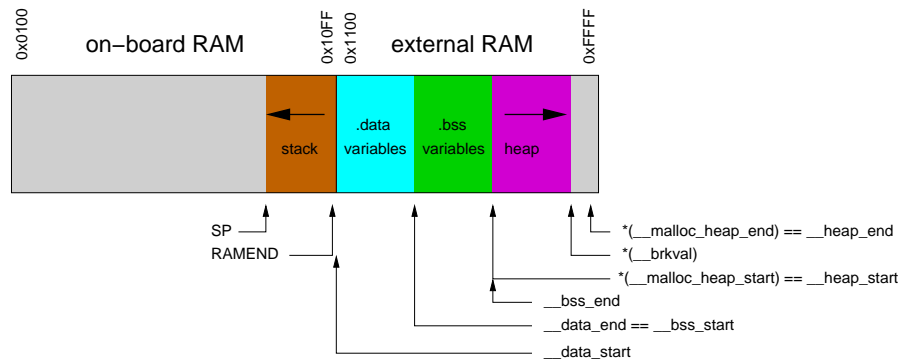 0x0100
on−board RAM
0x10FF
0x1100
external RAM
0xFFFF
stack
.data
variables
.bss
variables
heap
SP
RAMEND
*(__malloc_heap_end) == __heap_end
*(__brkval)
*(__malloc_heap_start) == __heap_start
__bss_end
__data_end == __bss_start
__data_start